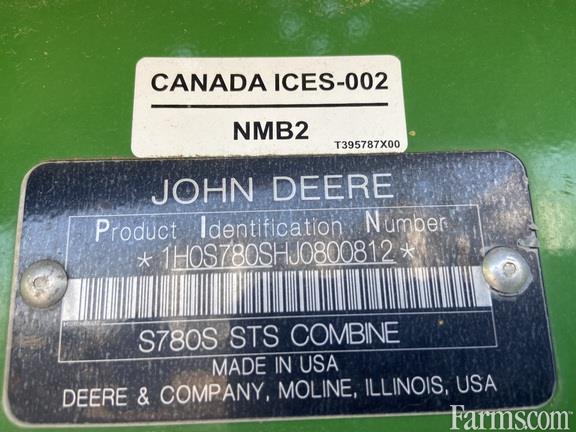 CANADA ICES-002
NMB2
T395787X00
JOHN DEERE
Product Identification Number
*1H0S780SHJ0800812*
S780S STS COMBINE
MADE IN USA
DEERE & COMPANY, MOLINE, ILLINOIS, USA
Farms.com